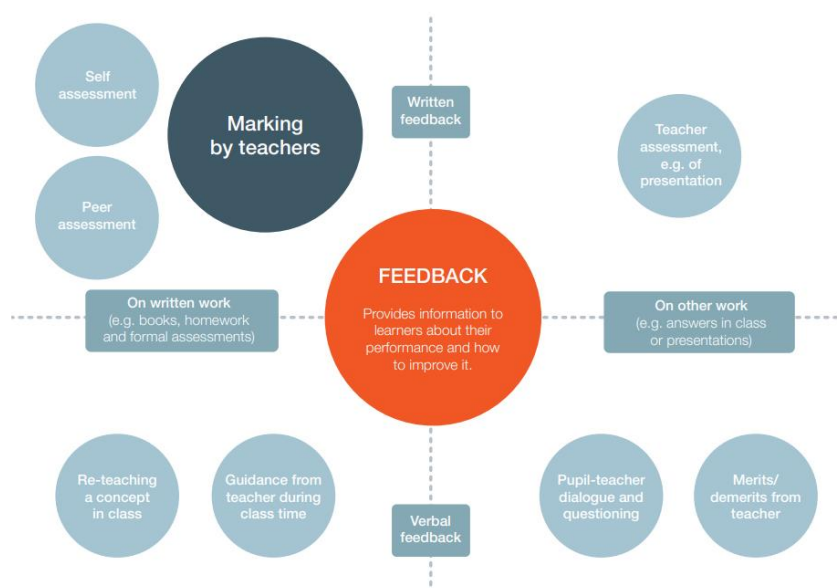 Self
assessment
Marking
by teachers
Written
feedback
Teacher
assessment,
e.g. of
presentation
Peer
assessment
FEEDBACK
Provides information to
learners about their
performance and how
to improve it.
On written work
(e.g. books, homework
and formal assessments)
On other work
(e.g. answers in class
or presentations)
Re-teaching
a concept
in class
Guidance from
teacher during
class time
Verbal
feedback
Pupil-teacher
dialogue and
questioning
Merits/
demerits from
teacher